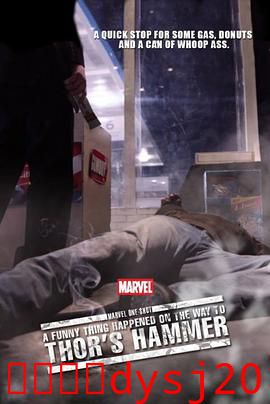 A QUICK STOP FOR SOME GAS, DONUTS
AND A CAN OF WHOOP ASS.
MARVEL
MARVEL ONE-SHOT
A FUNNY THING HAPPENED ON THE WAY TO
THOR'S HAMMER
dysj20